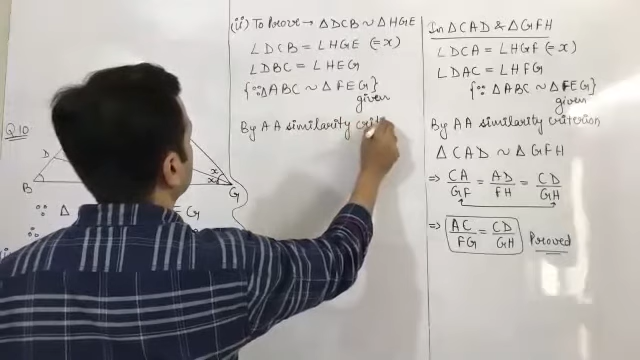 Q10
D
B
x
x
G
∵ Δ
= EG
∴
(ii) To Prove → ΔDCB ~ ΔHGE
∠DCB = ∠HGE (=x)
∠DBC = ∠HEG
{∵ ΔABC ~ ΔFEG}
given
By AA similarity crit
In ΔCAD & ΔGFH
∠DCA = ∠HGF (=x)
∠DAC = ∠HFG
{∵ ΔABC ~ ΔFEG}
given
By AA similarity criterion
ΔCAD ~ ΔGFH
⇒ CA/GF = AD/FH = CD/GH
⇒ AC/FG = CD/GH Proved